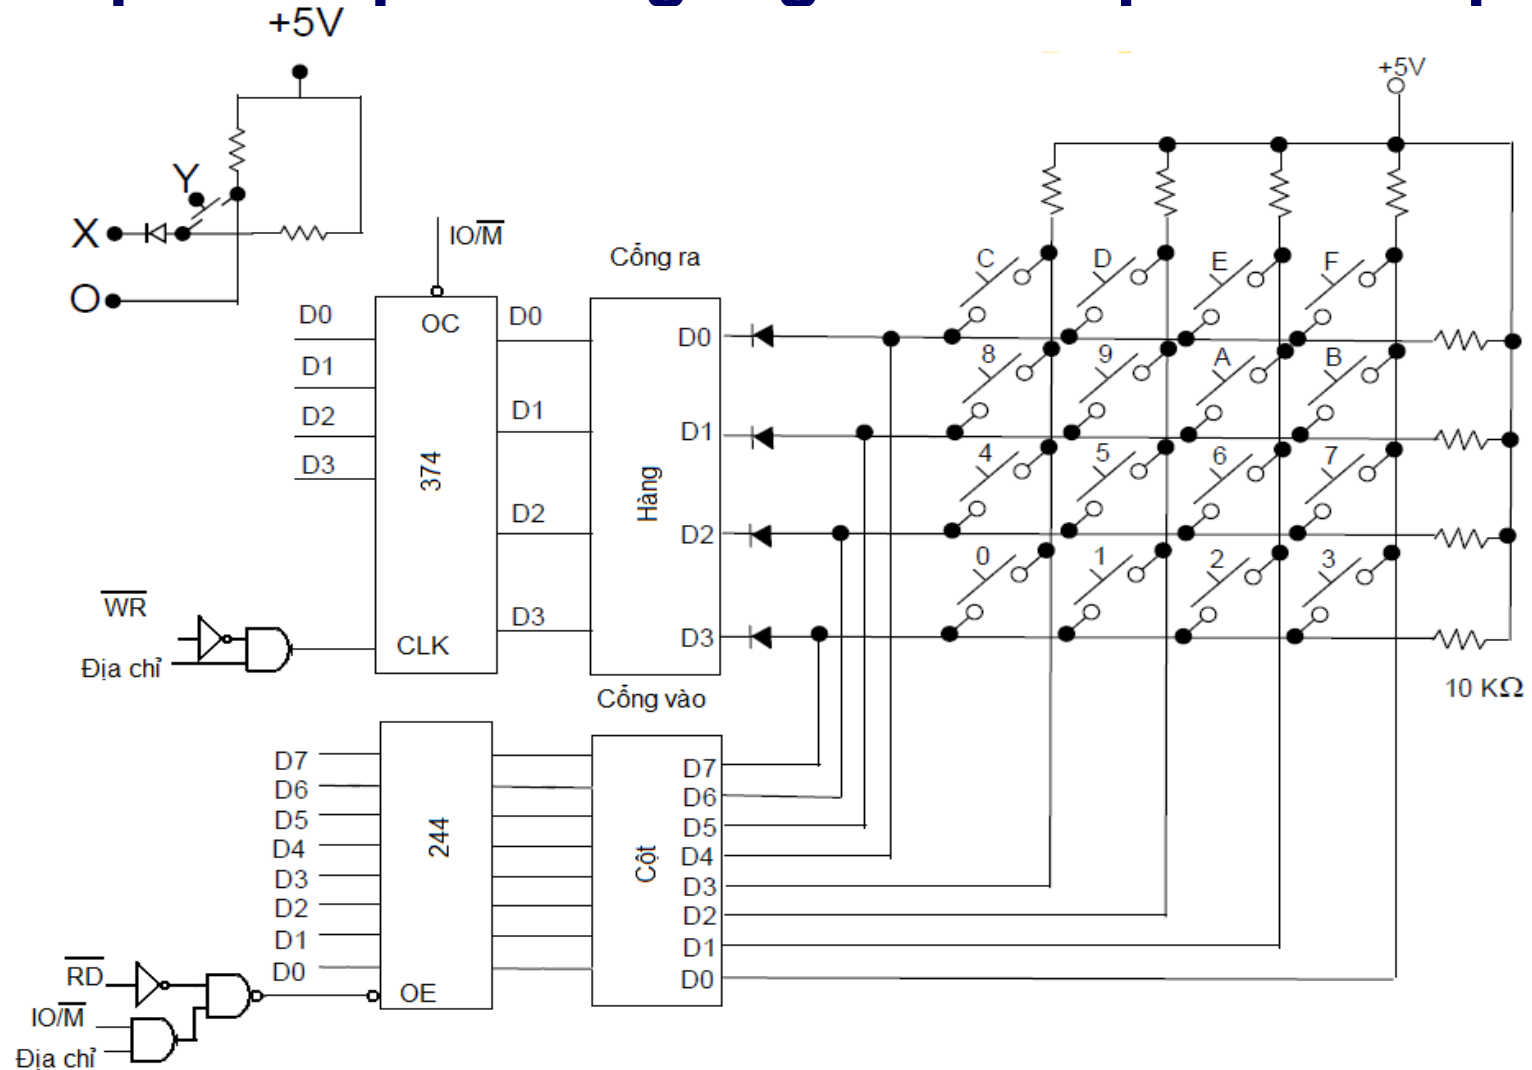 +5V
Y
X
O
+5V
IO/M̅
Cổng ra
D0
D1
D2
D3
OC
374
CLK
D0
D1
D2
D3
Hàng
D0
D1
D2
D3
C D E F
8 9 A B
4 5 6 7
0 1 2 3
10 KΩ
W̅R̅
Địa chỉ
Cổng vào
D7
D6
D5
D4
D3
D2
D1
D0
244
OE
Cột
D7
D6
D5
D4
D3
D2
D1
D0
R̅D̅
IO/M̅
Địa chỉ